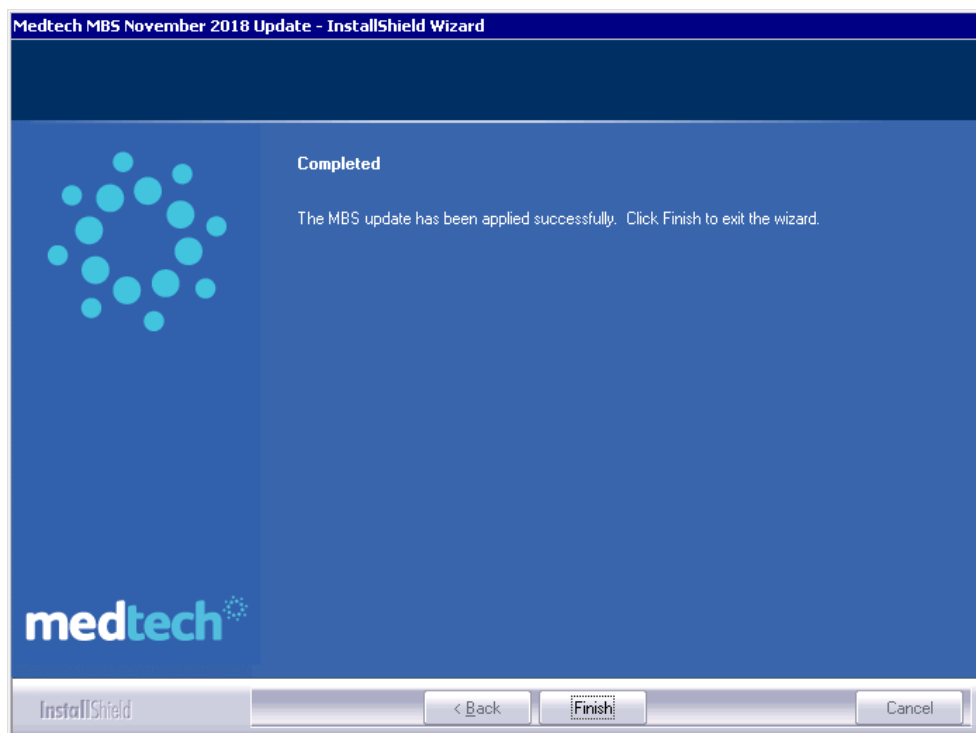 Medtech MBS November 2018 Update - InstallShield Wizard
Completed
The MBS update has been applied successfully.  Click Finish to exit the wizard.
medtech
InstallShield
< Back
Finish
Cancel